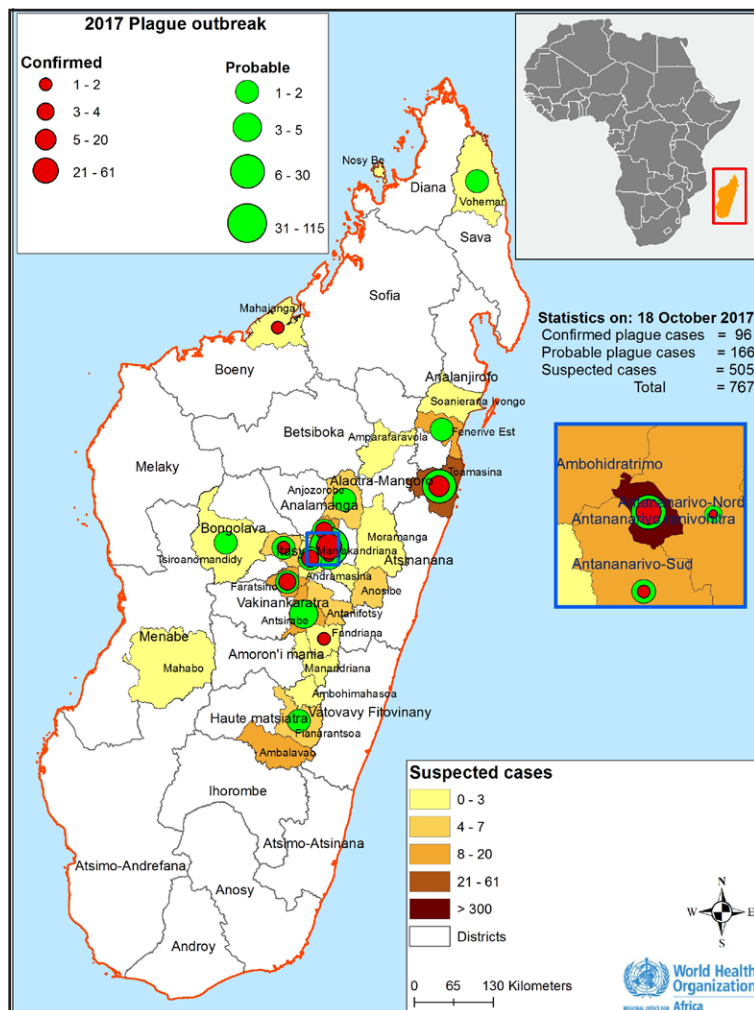 2017 Plague outbreak
Confirmed
1 - 2
3 - 4
5 - 20
21 - 61
Probable
1 - 2
3 - 5
6 - 30
31 - 115
Nosy Be
Diana
Vohemar
Sava
Sofia
Mahajanga I
Boeny
Statistics on: 18 October 2017
Confirmed plague cases = 96
Probable plague cases = 166
Suspected cases = 505
Total = 767
Analanjirofo
Soanierana Ivongo
Betsiboka
Fenerive Est
Amparafaravola
Melaky
Toamasina
Alaotra-Mangoro
Anjozorobe
Analamanga
Bongolava
Moramanga
Itasy
Manjakandriana
Atsinanana
Tsiroanomandidy
Andramasina
Faratsiho
Anosibe
Vakinankaratra
Antanifotsy
Antsirabe
Fandriana
Menabe
Amoron'i mania
Mahabo
Manandriana
Ambohimahasoa
Haute matsiatra
Vatovavy Fitovinany
Fianarantsoa
Ambalavao
Ihorombe
Atsimo-Atsinana
Atsimo-Andrefana
Anosy
Androy
Ambohidratrimo
Antananarivo-Nord
Antananarivo-Renivohitra
Antananarivo-Sud
Suspected cases
0 - 3
4 - 7
8 - 20
21 - 61
> 300
Districts
0 65 130 Kilometers
N
W E
S
World Health
Organization
REGIONAL OFFICE FOR Africa